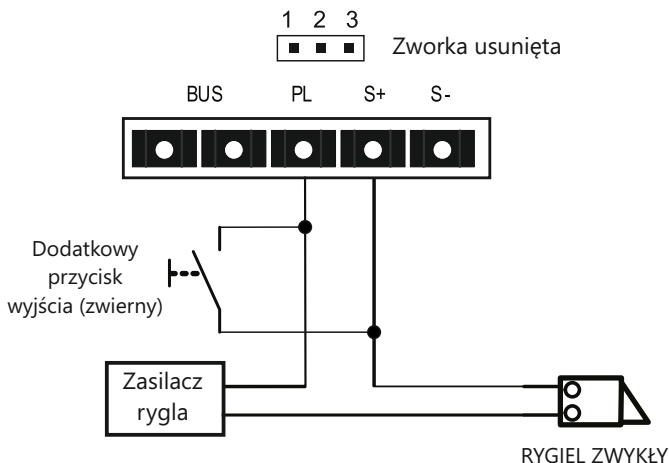 1 2 3
Zworka usunięta
BUS PL S+ S-
Dodatkowy
przycisk
wyjścia (zwierny)
Zasilacz
rygla
RYGIEL ZWYKŁY